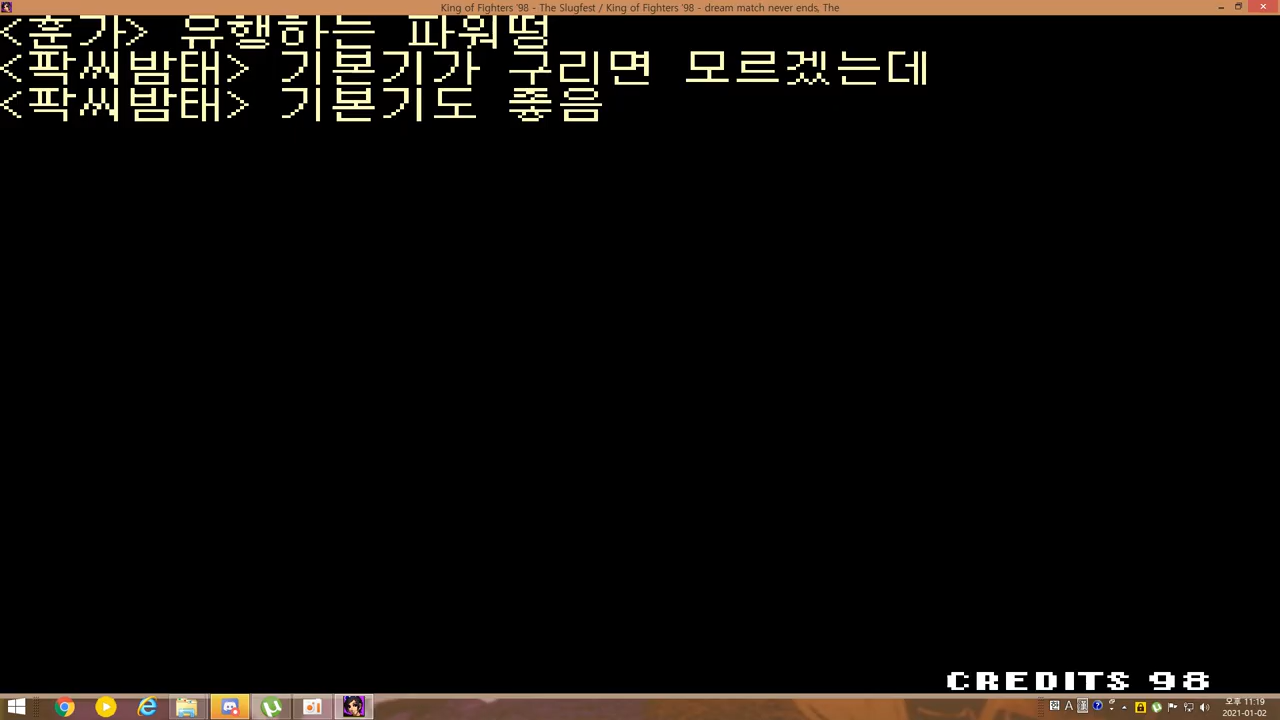 King of Fighters '98 - The Slugfest / King of Fighters '98 - dream match never ends, The
<훈가> 유행하는 파워떨
<팍씨밤태> 기본기가 구리면 모르겠는데
<팍씨밤태> 기본기도 좋음
CREDITS 98
오후 11:19
2021-01-02